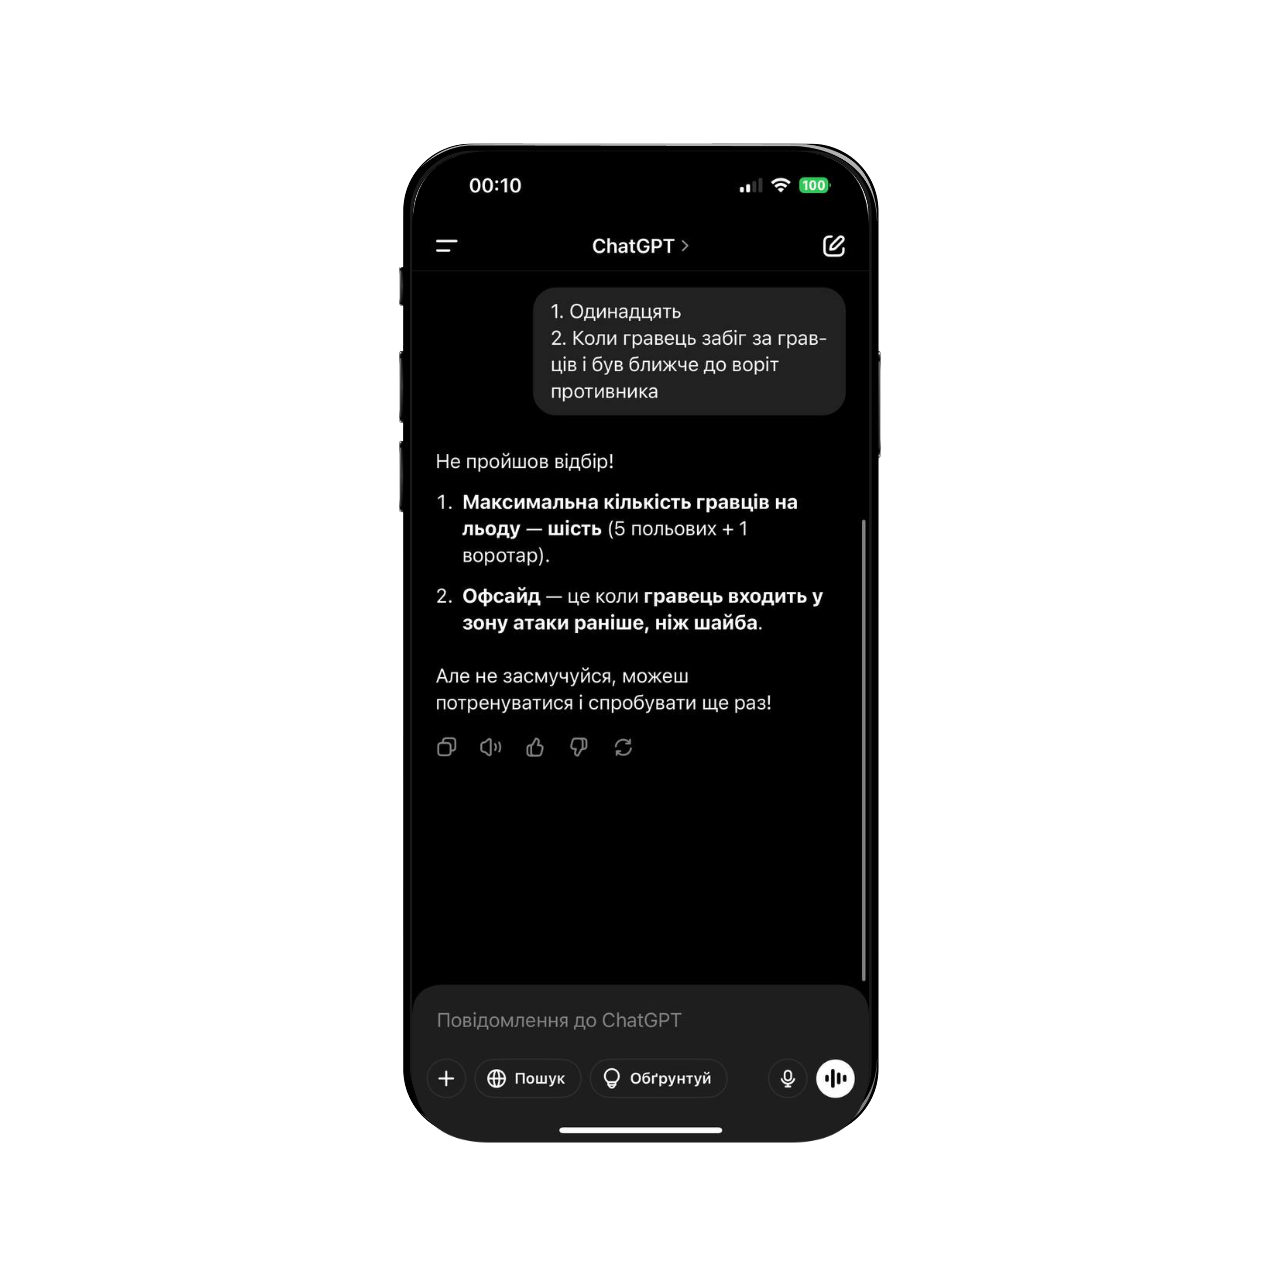 00:10
100
ChatGPT
1. Одинадцять
2. Коли гравець забіг за грав-
ців і був ближче до воріт
противника
Не пройшов відбір!
1. Максимальна кількість гравців на
льоду — шість (5 польових + 1
воротар).
2. Офсайд — це коли гравець входить у
зону атаки раніше, ніж шайба.
Але не засмучуйся, можеш
потренуватися і спробувати ще раз!
Повідомлення до ChatGPT
Пошук
Обґрунтуй